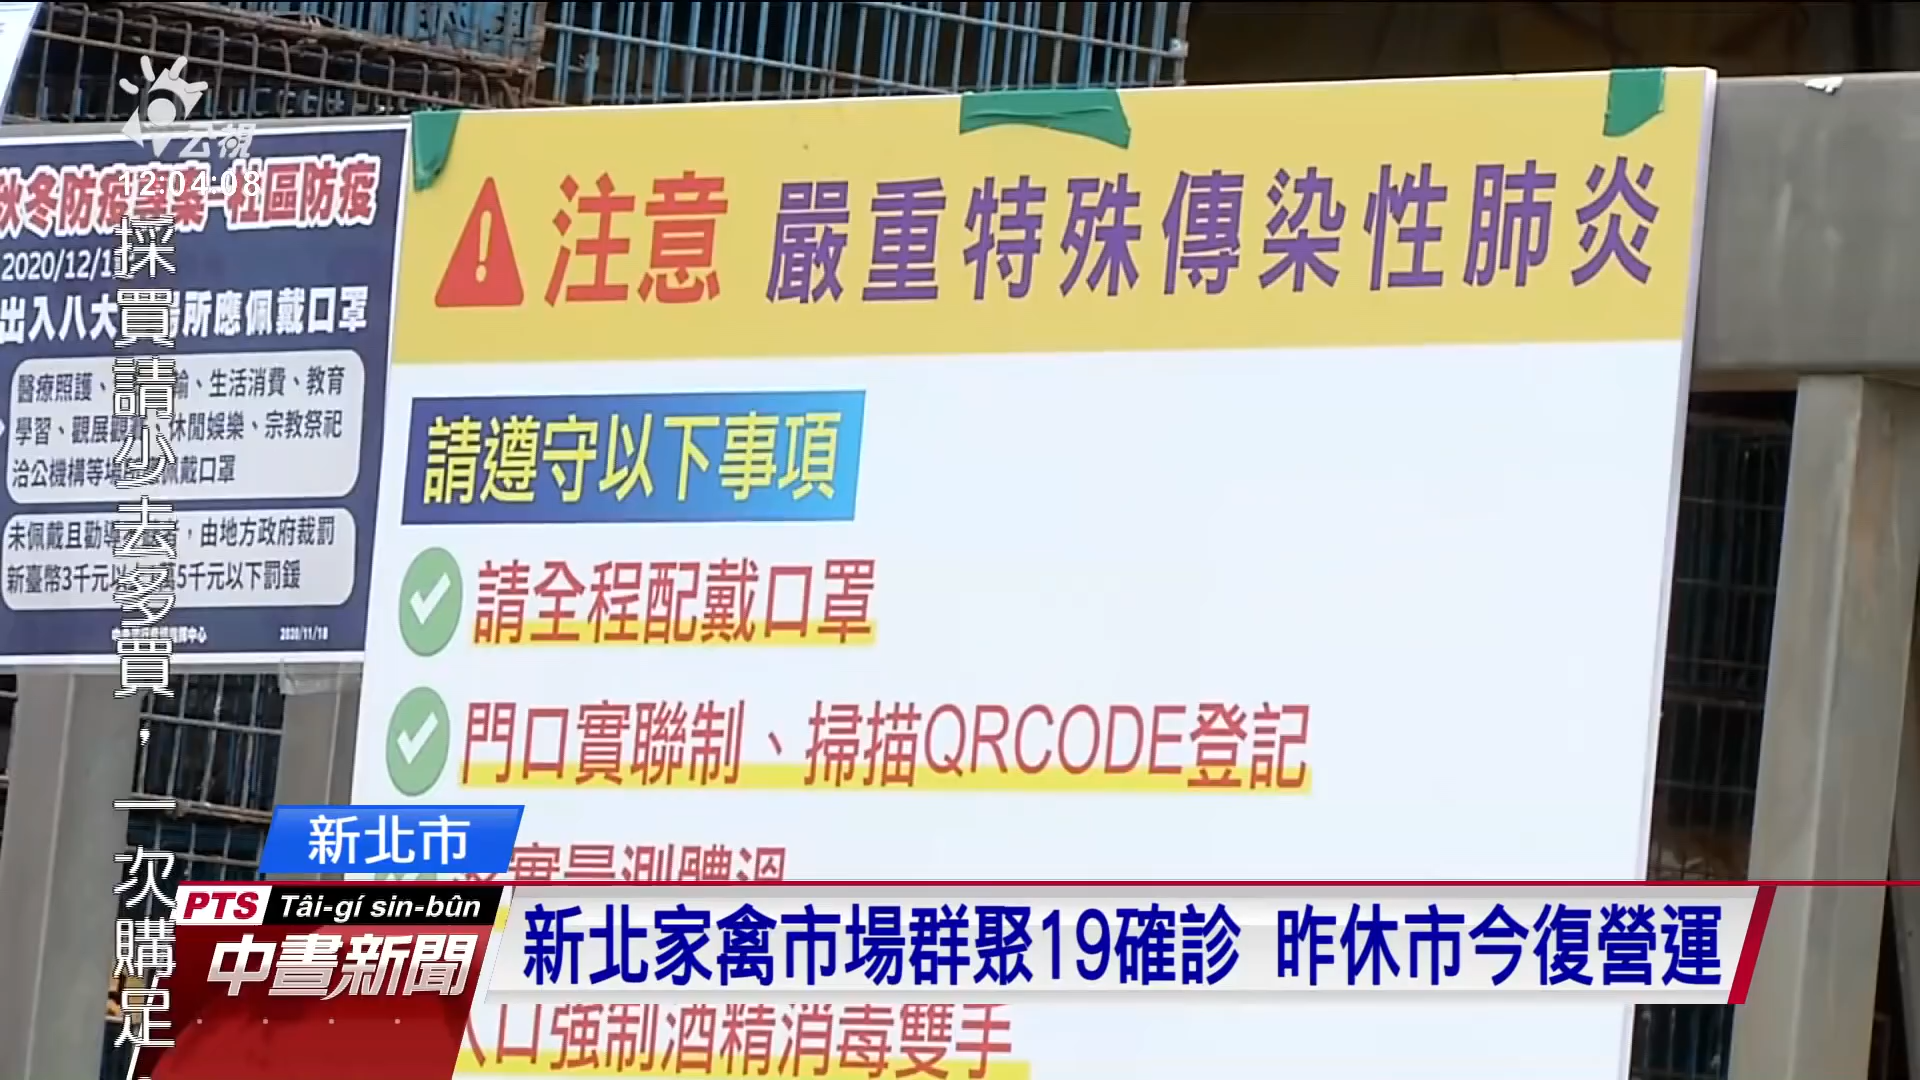 公視
12:04:08
採買請少去多買，一次購足
秋冬防疫專案-社區防疫
2020/12/1
出入八大場所應佩戴口罩
醫療照護、輸、生活消費、教育
學習、觀展觀、休閒娛樂、宗教祭祀
洽公機構等場佩戴口罩
未佩戴且勸導者，由地方政府裁罰
新臺幣3千元以萬5千元以下罰鍰
2020/11/18
注意 嚴重特殊傳染性肺炎
請遵守以下事項
請全程配戴口罩
門口實聯制、掃描QRCODE登記
實量測體溫
入口強制酒精消毒雙手
新北市
PTS Tâi-gí sin-bûn
中晝新聞
新北家禽市場群聚19確診 昨休市今復營運